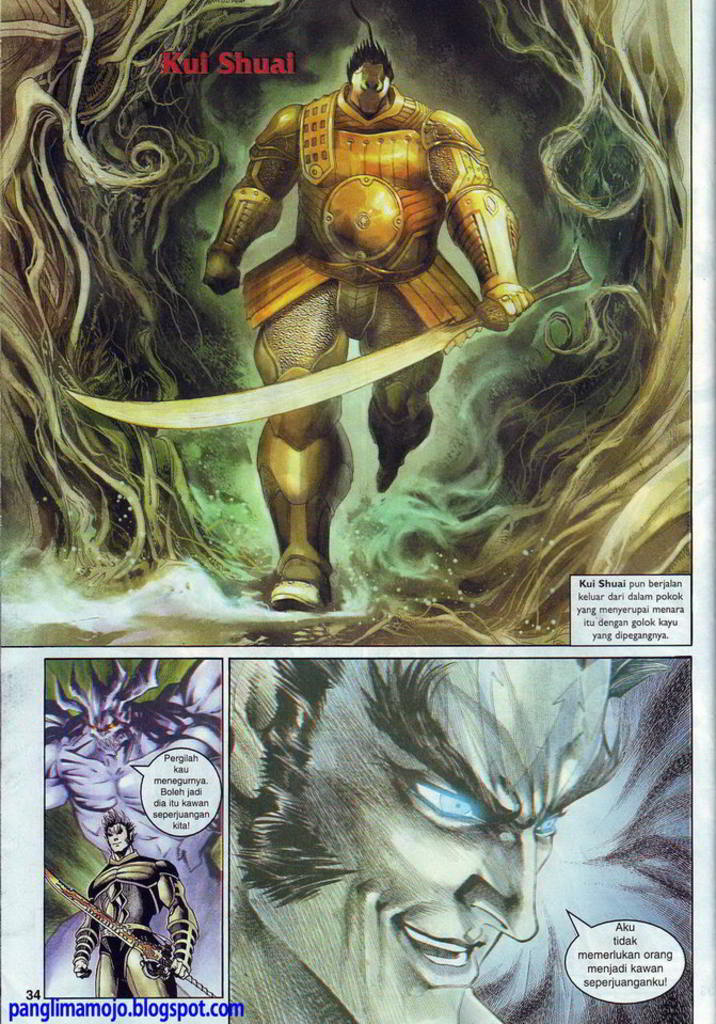 Kui Shuai
Kui Shuai pun berjalan
keluar dari dalam pokok
yang menyerupai menara
itu dengan golok kayu
yang dipegangnya.
Pergilah
kau
menegurnya.
Boleh jadi
dia itu kawan
seperjuangan
kita!
Aku
tidak
memerlukan orang
menjadi kawan
seperjuanganku!
34
panglimamojo.blogspot.com